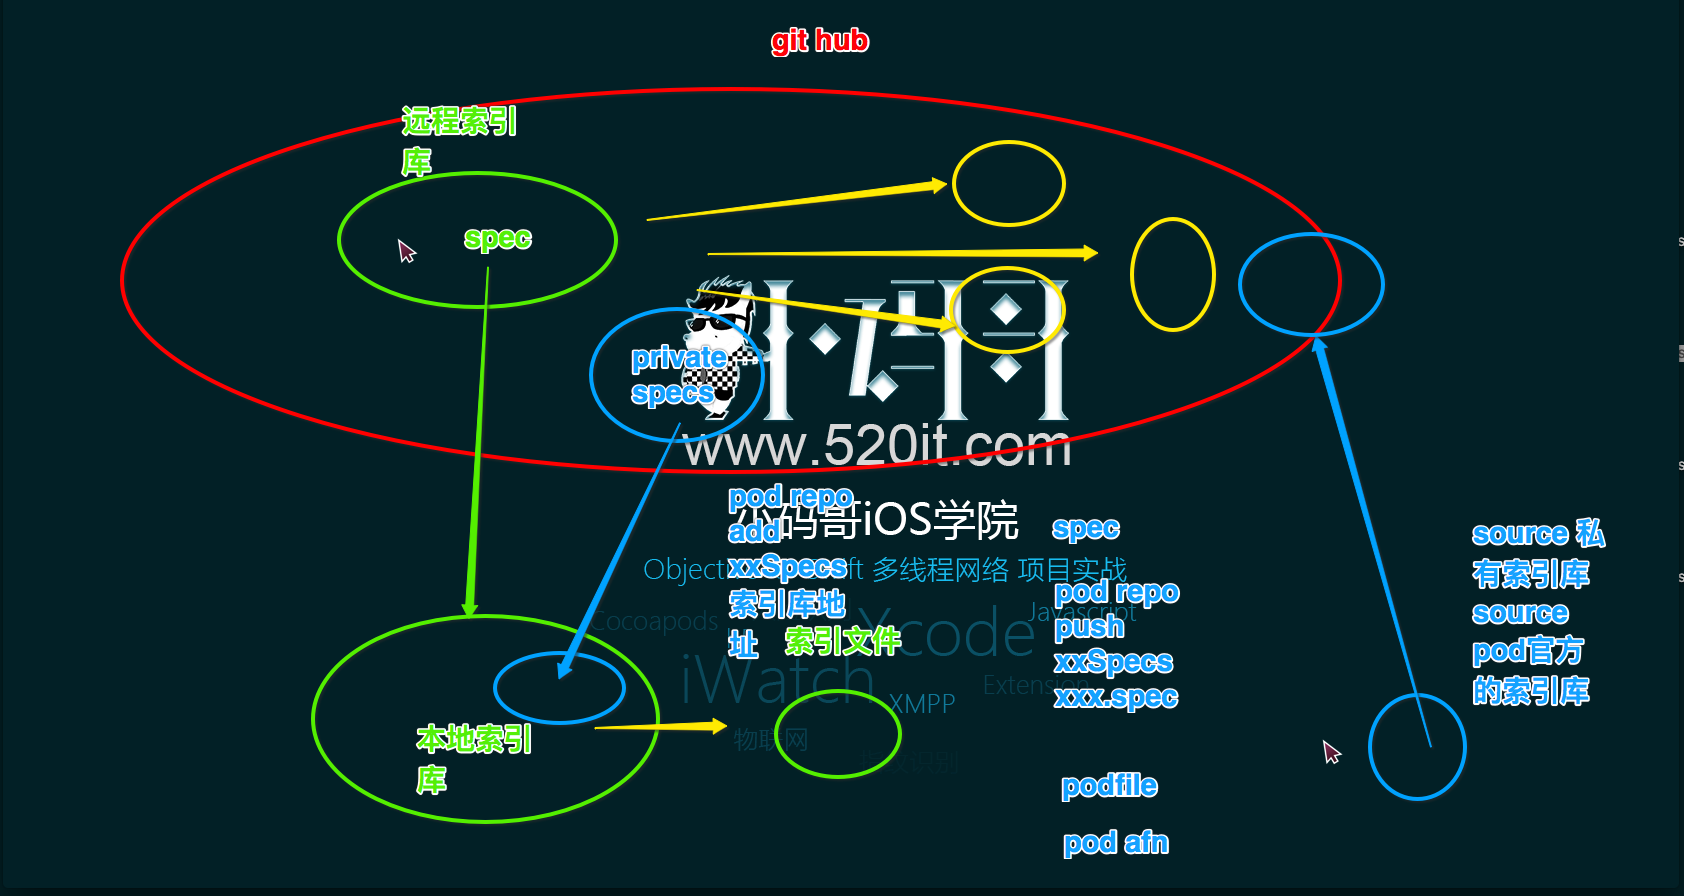 git hub
远程索引
库
spec
private
specs
小码哥
www.520it.com
小码哥iOS学院
pod repo
add
xxSpecs
索引库地
址
索引文件
spec
pod repo
push
xxSpecs
xxx.spec
podfile
pod afn
source 私
有索引库
source
pod官方
的索引库
多线程网络 项目实战
Cocoapods
Xcode
Javascript
iWatch
Extension
XMPP
物联网
本地索引
库